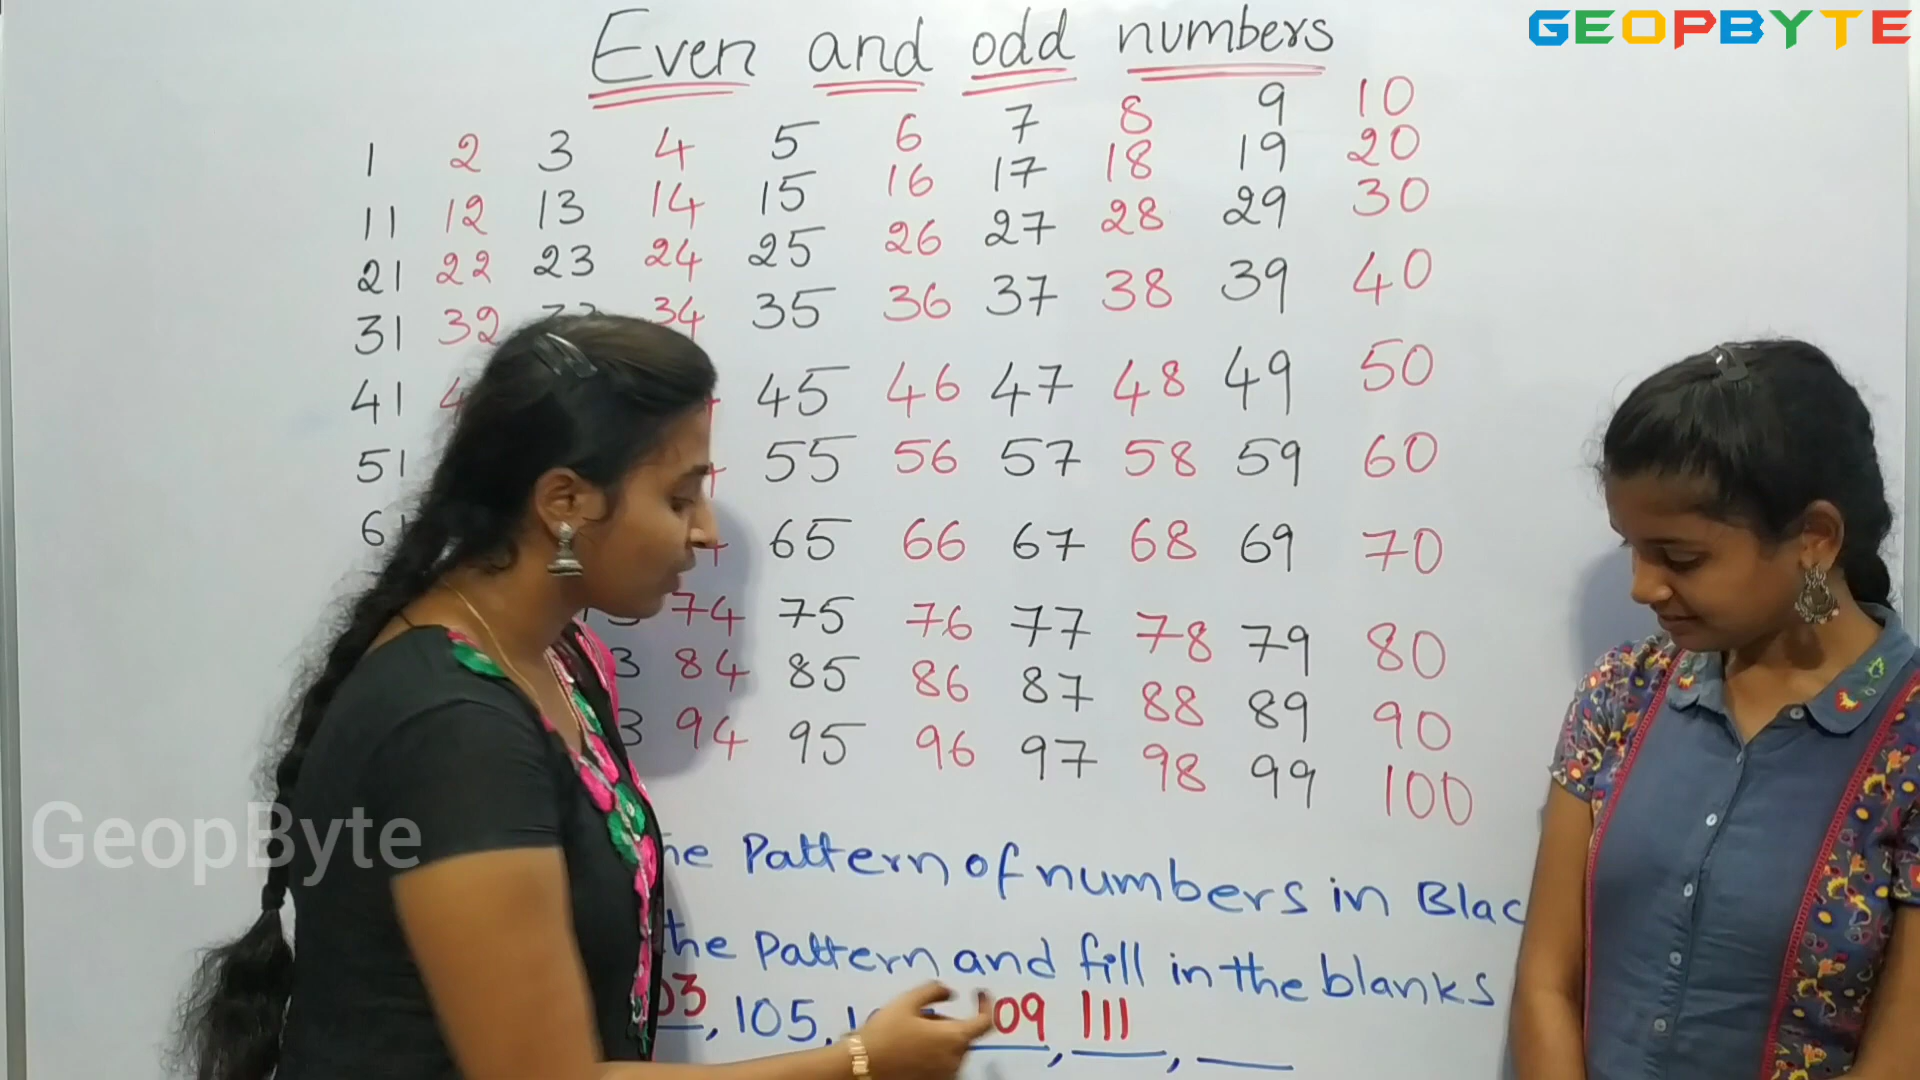 GEOPBYTE
Even and odd numbers
1 2 3 4 5 6 7 8 9 10
11 12 13 14 15 16 17 18 19 20
21 22 23 24 25 26 27 28 29 30
31 32 34 35 36 37 38 39 40
41 45 46 47 48 49 50
51 55 56 57 58 59 60
65 66 67 68 69 70
74 75 76 77 78 79 80
84 85 86 87 88 89 90
94 95 96 97 98 99 100
GeopByte
Pattern of numbers in
the Pattern and fill in the blanks
105, 109, 111,